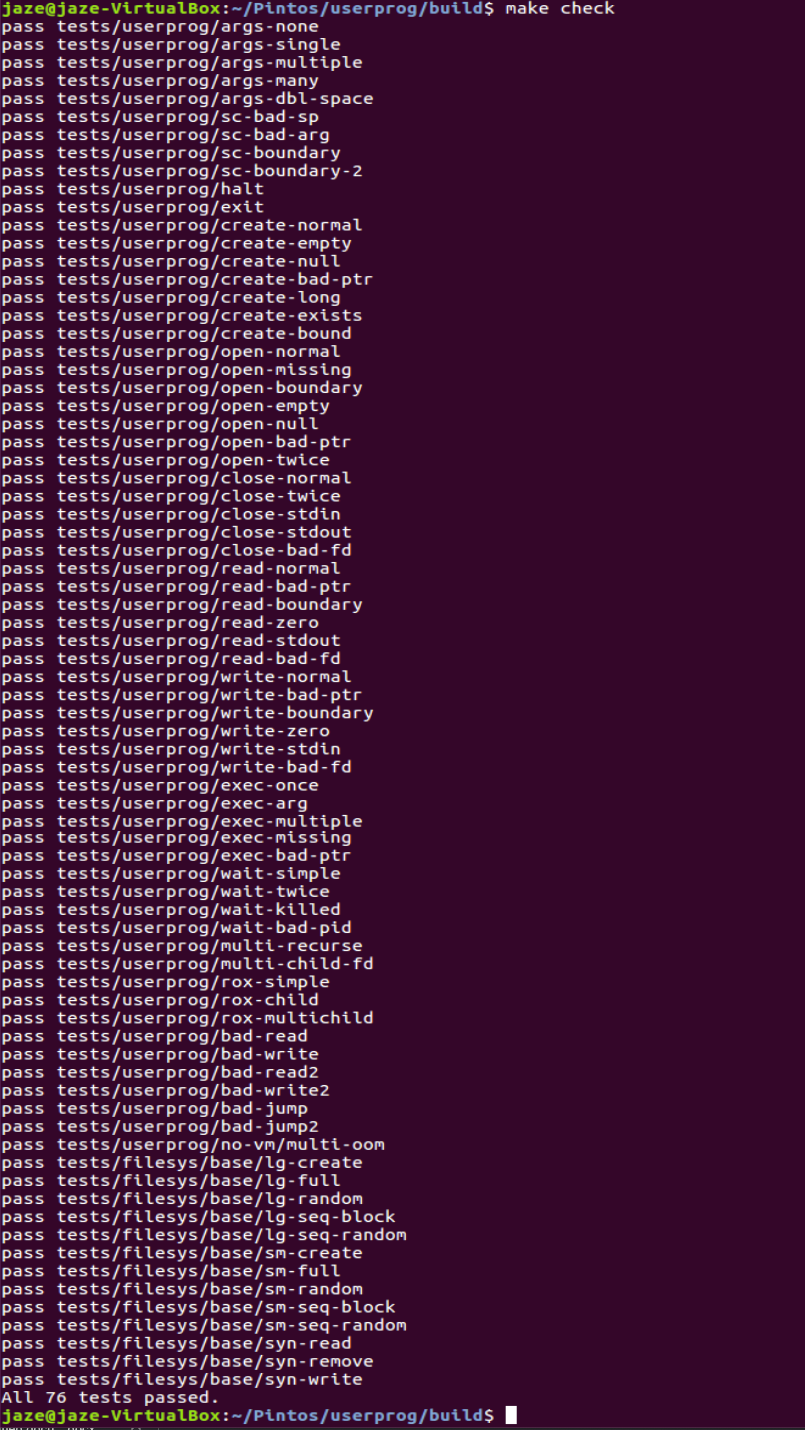 jaze@jaze-VirtualBox:~/Pintos/userprog/build$ make check
pass tests/userprog/args-none
pass tests/userprog/args-single
pass tests/userprog/args-multiple
pass tests/userprog/args-many
pass tests/userprog/args-dbl-space
pass tests/userprog/sc-bad-sp
pass tests/userprog/sc-bad-arg
pass tests/userprog/sc-boundary
pass tests/userprog/sc-boundary-2
pass tests/userprog/halt
pass tests/userprog/exit
pass tests/userprog/create-normal
pass tests/userprog/create-empty
pass tests/userprog/create-null
pass tests/userprog/create-bad-ptr
pass tests/userprog/create-long
pass tests/userprog/create-exists
pass tests/userprog/create-bound
pass tests/userprog/open-normal
pass tests/userprog/open-missing
pass tests/userprog/open-boundary
pass tests/userprog/open-empty
pass tests/userprog/open-null
pass tests/userprog/open-bad-ptr
pass tests/userprog/open-twice
pass tests/userprog/close-normal
pass tests/userprog/close-twice
pass tests/userprog/close-stdin
pass tests/userprog/close-stdout
pass tests/userprog/close-bad-fd
pass tests/userprog/read-normal
pass tests/userprog/read-bad-ptr
pass tests/userprog/read-boundary
pass tests/userprog/read-zero
pass tests/userprog/read-stdout
pass tests/userprog/read-bad-fd
pass tests/userprog/write-normal
pass tests/userprog/write-bad-ptr
pass tests/userprog/write-boundary
pass tests/userprog/write-zero
pass tests/userprog/write-stdin
pass tests/userprog/write-bad-fd
pass tests/userprog/exec-once
pass tests/userprog/exec-arg
pass tests/userprog/exec-multiple
pass tests/userprog/exec-missing
pass tests/userprog/exec-bad-ptr
pass tests/userprog/wait-simple
pass tests/userprog/wait-twice
pass tests/userprog/wait-killed
pass tests/userprog/wait-bad-pid
pass tests/userprog/multi-recurse
pass tests/userprog/multi-child-fd
pass tests/userprog/rox-simple
pass tests/userprog/rox-child
pass tests/userprog/rox-multichild
pass tests/userprog/bad-read
pass tests/userprog/bad-write
pass tests/userprog/bad-read2
pass tests/userprog/bad-write2
pass tests/userprog/bad-jump
pass tests/userprog/bad-jump2
pass tests/userprog/no-vm/multi-oom
pass tests/filesys/base/lg-create
pass tests/filesys/base/lg-full
pass tests/filesys/base/lg-random
pass tests/filesys/base/lg-seq-block
pass tests/filesys/base/lg-seq-random
pass tests/filesys/base/sm-create
pass tests/filesys/base/sm-full
pass tests/filesys/base/sm-random
pass tests/filesys/base/sm-seq-block
pass tests/filesys/base/sm-seq-random
pass tests/filesys/base/syn-read
pass tests/filesys/base/syn-remove
pass tests/filesys/base/syn-write
All 76 tests passed.
jaze@jaze-VirtualBox:~/Pintos/userprog/build$